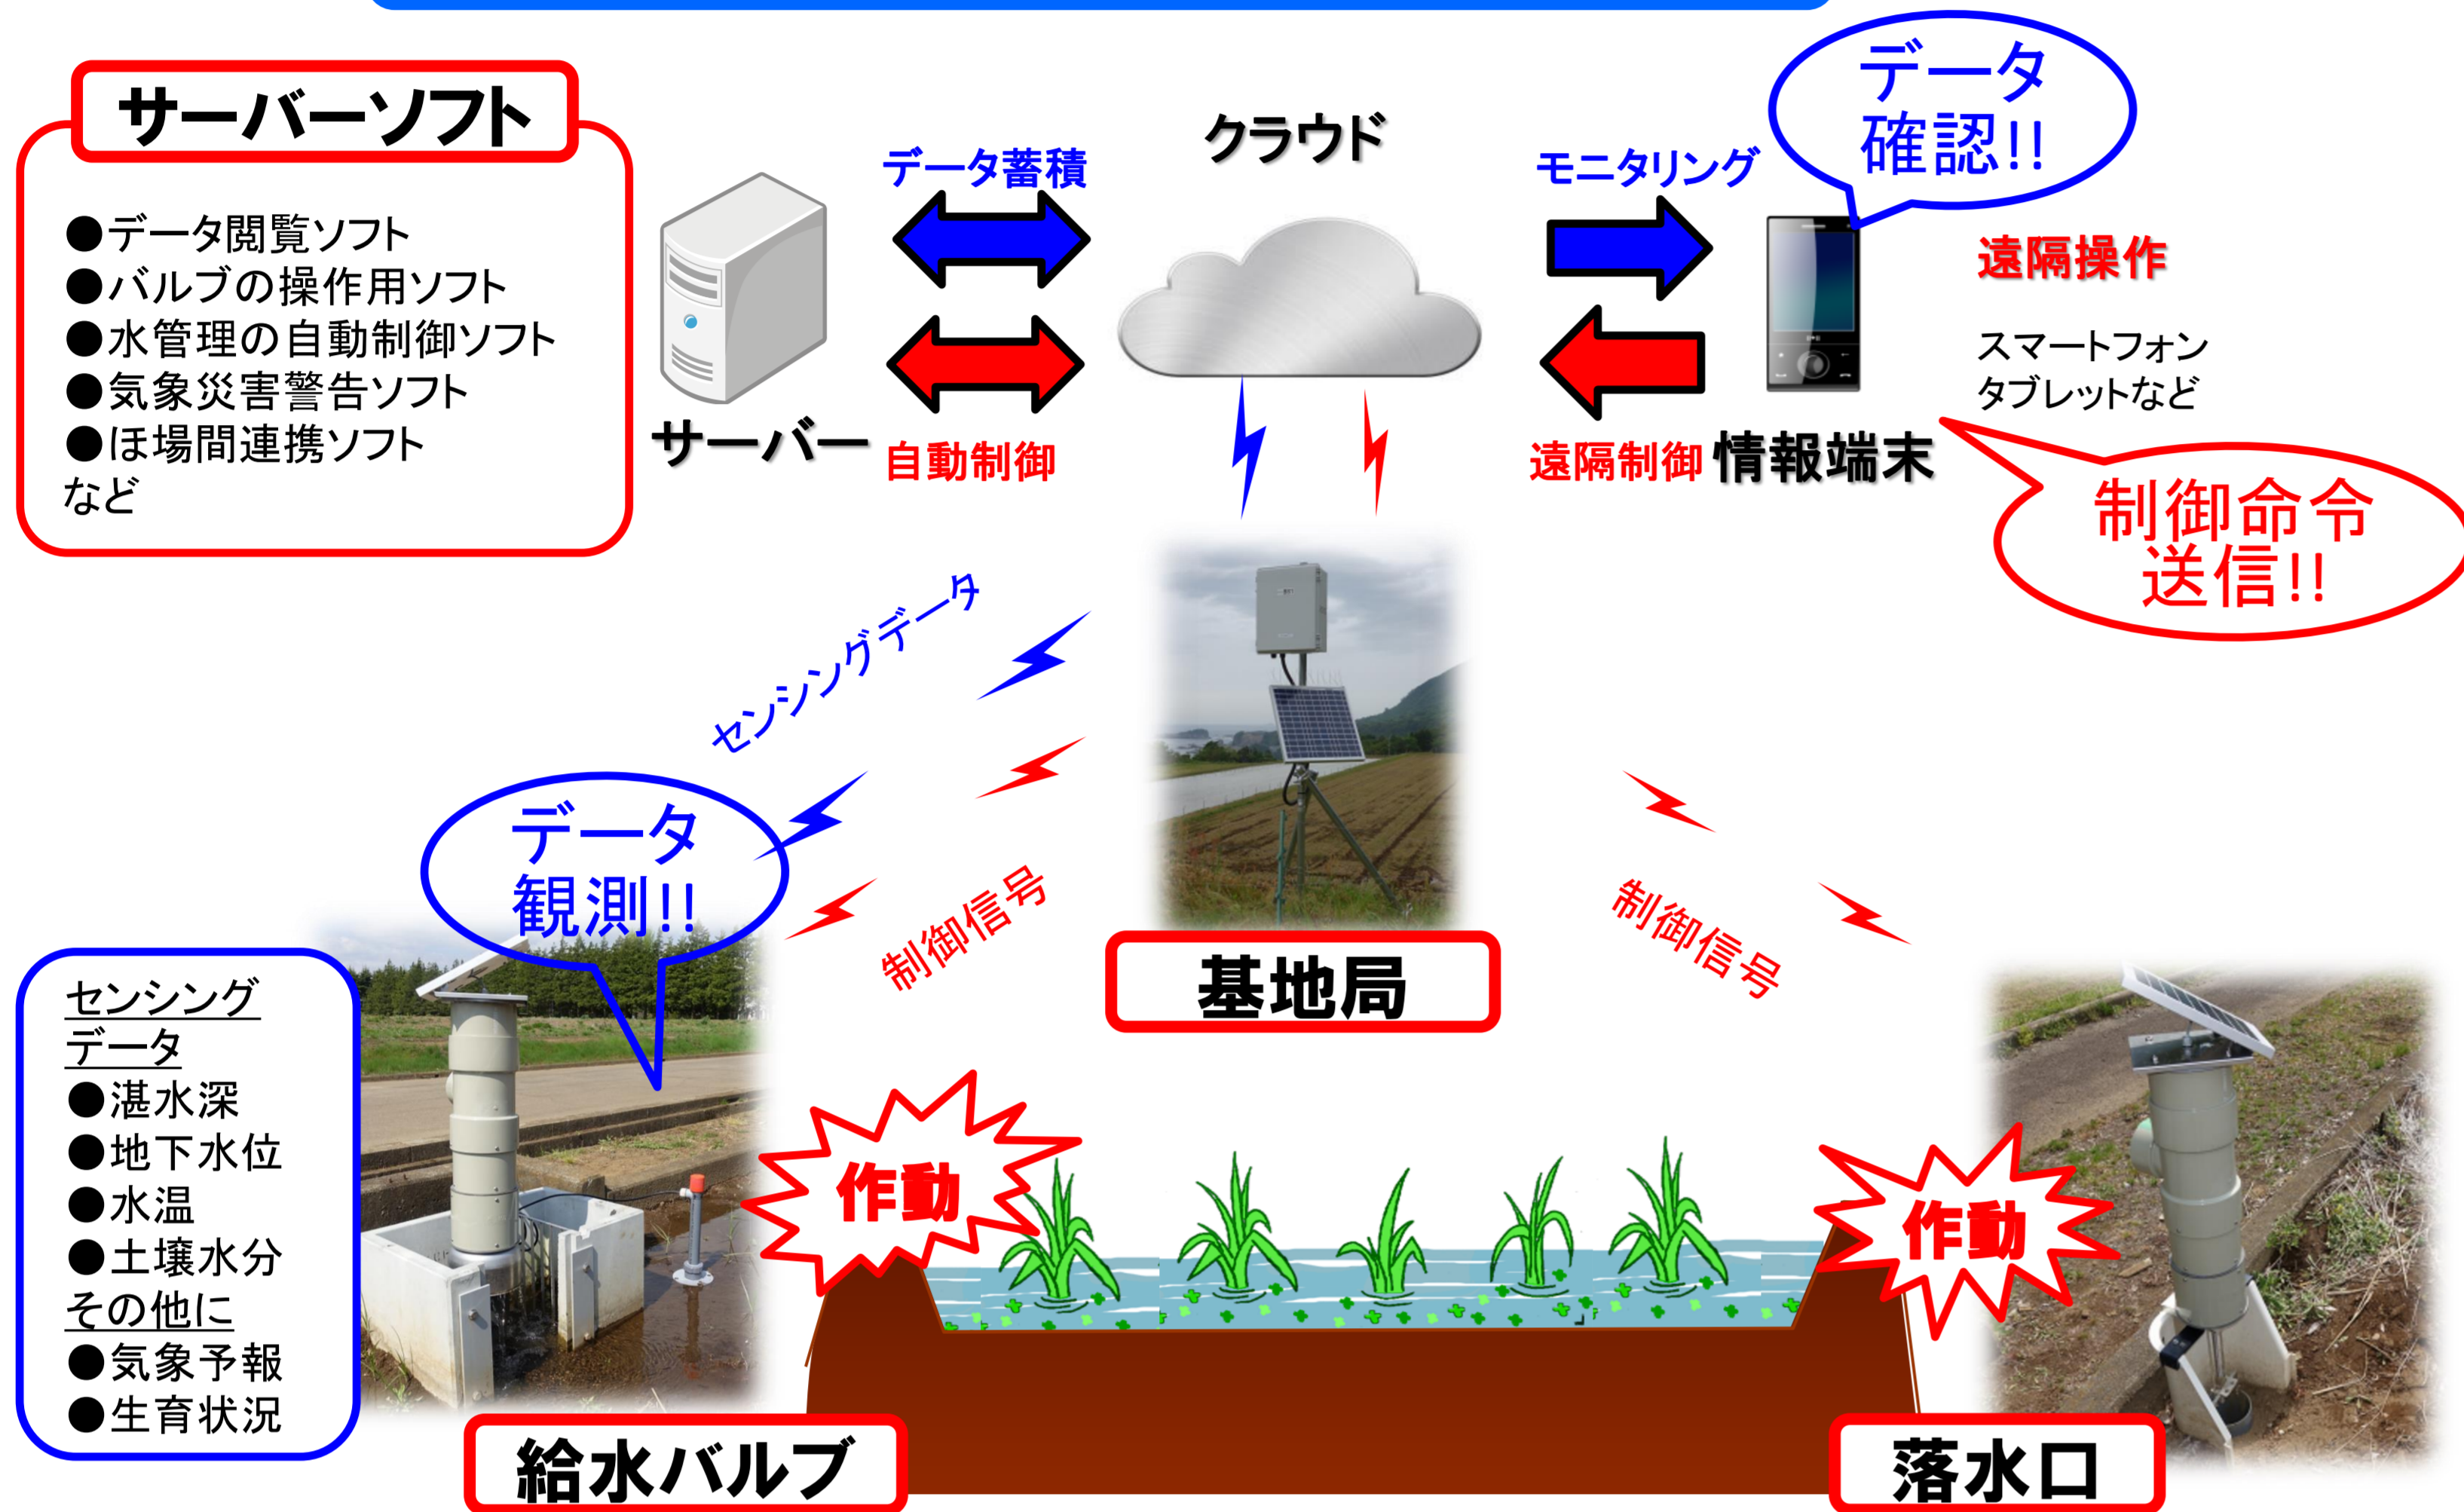 サーバーソフト
●データ閲覧ソフト
●バルブの操作用ソフト
●水管理の自動制御ソフト
●気象災害警告ソフト
●ほ場間連携ソフト
など
サーバー
データ蓄積
自動制御
クラウド
モニタリング
遠隔制御
データ
確認!!
遠隔操作
スマートフォン
タブレットなど
情報端末
制御命令
送信!!
センシングデータ
制御信号
制御信号
基地局
データ
観測!!
センシング
データ
●湛水深
●地下水位
●水温
●土壌水分
その他に
●気象予報
●生育状況
作動
作動
給水バルブ
落水口